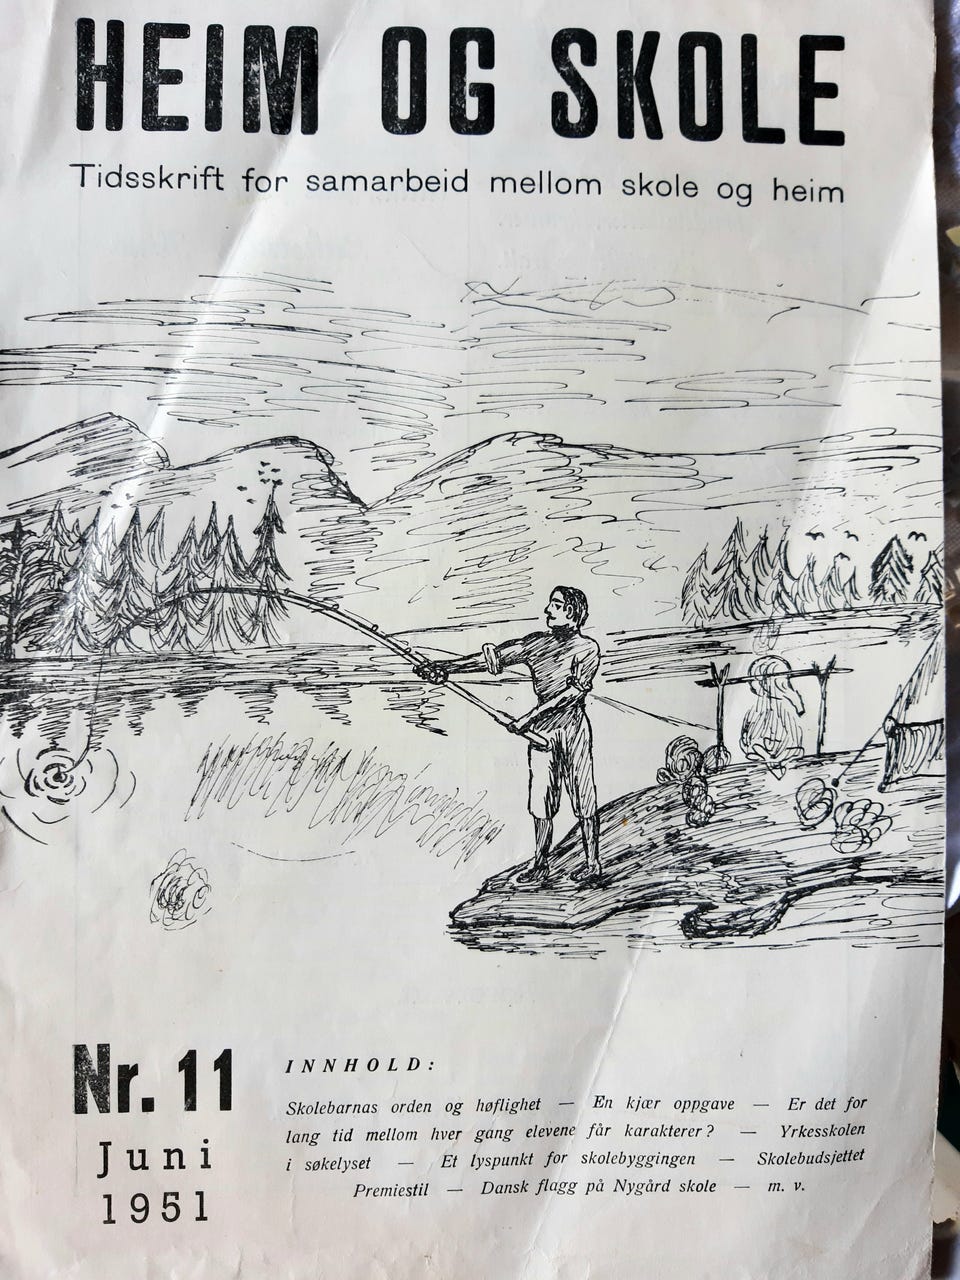 HEIM OG SKOLE
Tidsskrift for samarbeid mellom skole og heim
Nr. 11
Juni
1951
INNHOLD:
Skolebarnas orden og høflighet — En kjær oppgave — Er det for
lang tid mellom hver gang elevene får karakterer? — Yrkesskolen
i søkelyset — Et lyspunkt for skolebyggingen — Skolebudsjettet
Premiestil — Dansk flagg på Nygård skole — m. v.